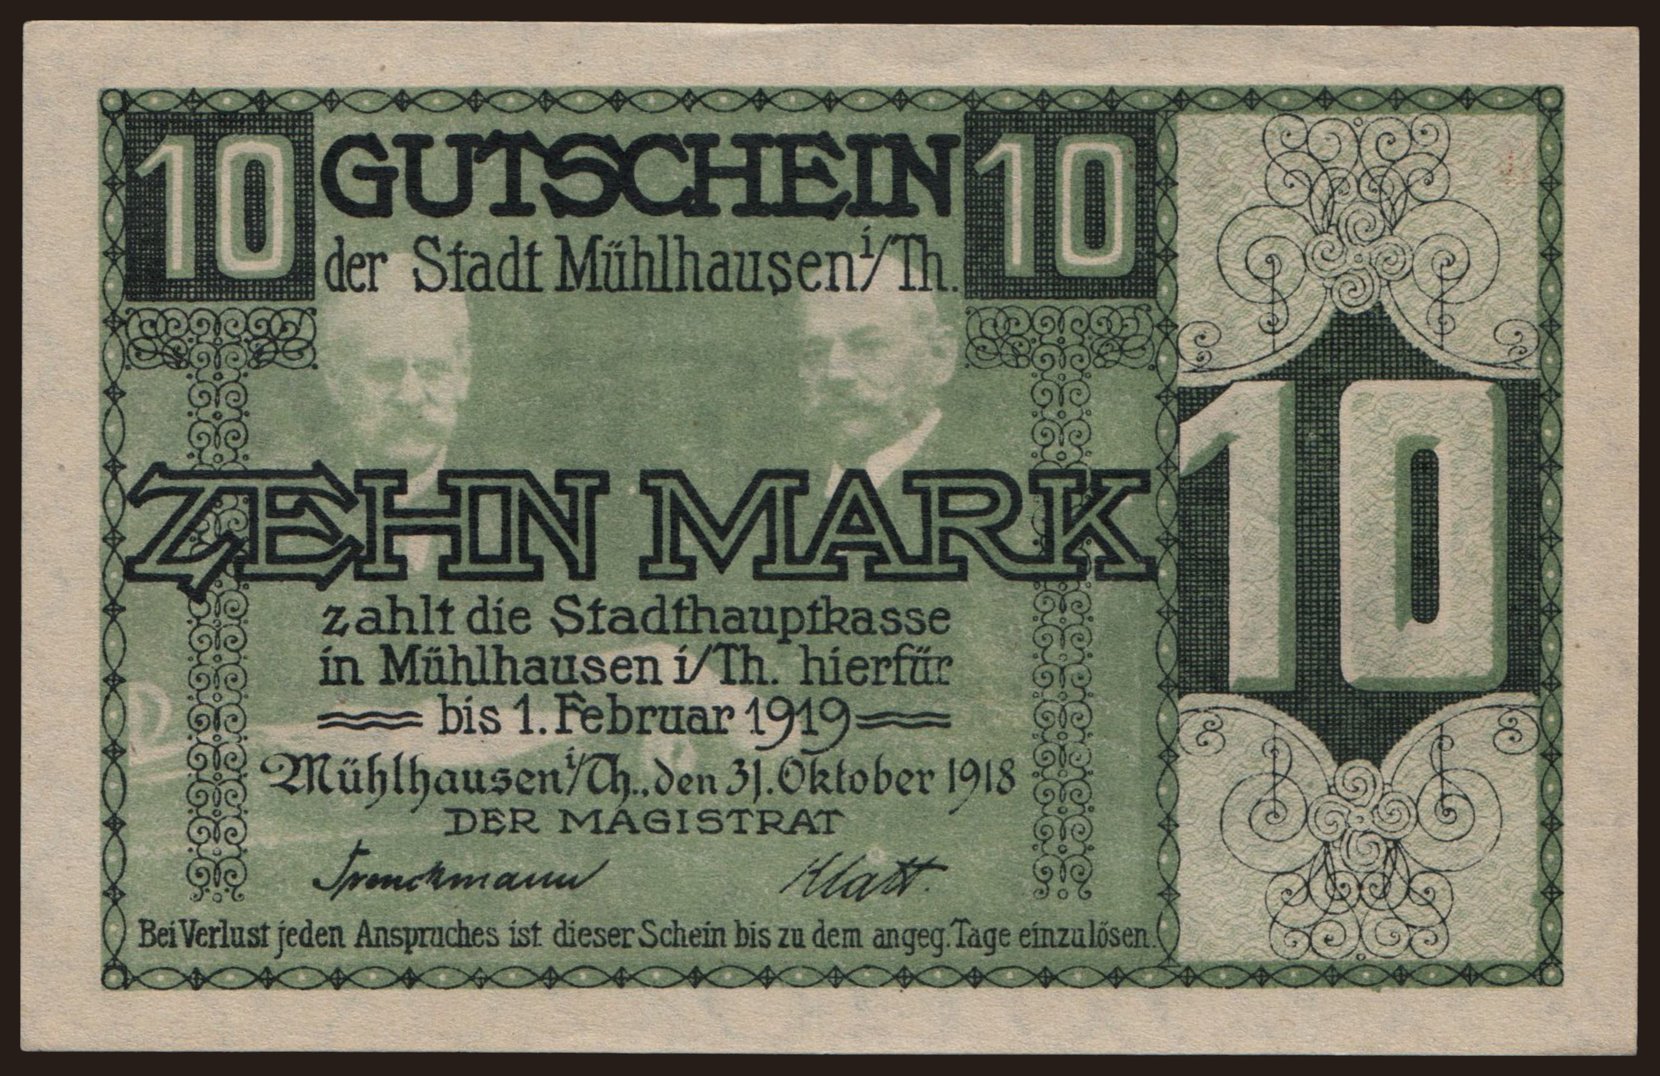 10 GUTSCHEIN 10
der Stadt Mühlhausen i/Th.
ZEHN MARK
10
zahlt die Stadthauptkasse
in Mühlhausen i/Th. hierfür
bis 1. Februar 1919
Mühlhausen i/Th., den 31. Oktober 1918
DER MAGISTRAT
Trenckmann Klatt.
Bei Verlust jeden Anspruches ist dieser Schein bis zu dem angeg. Tage einzulösen.